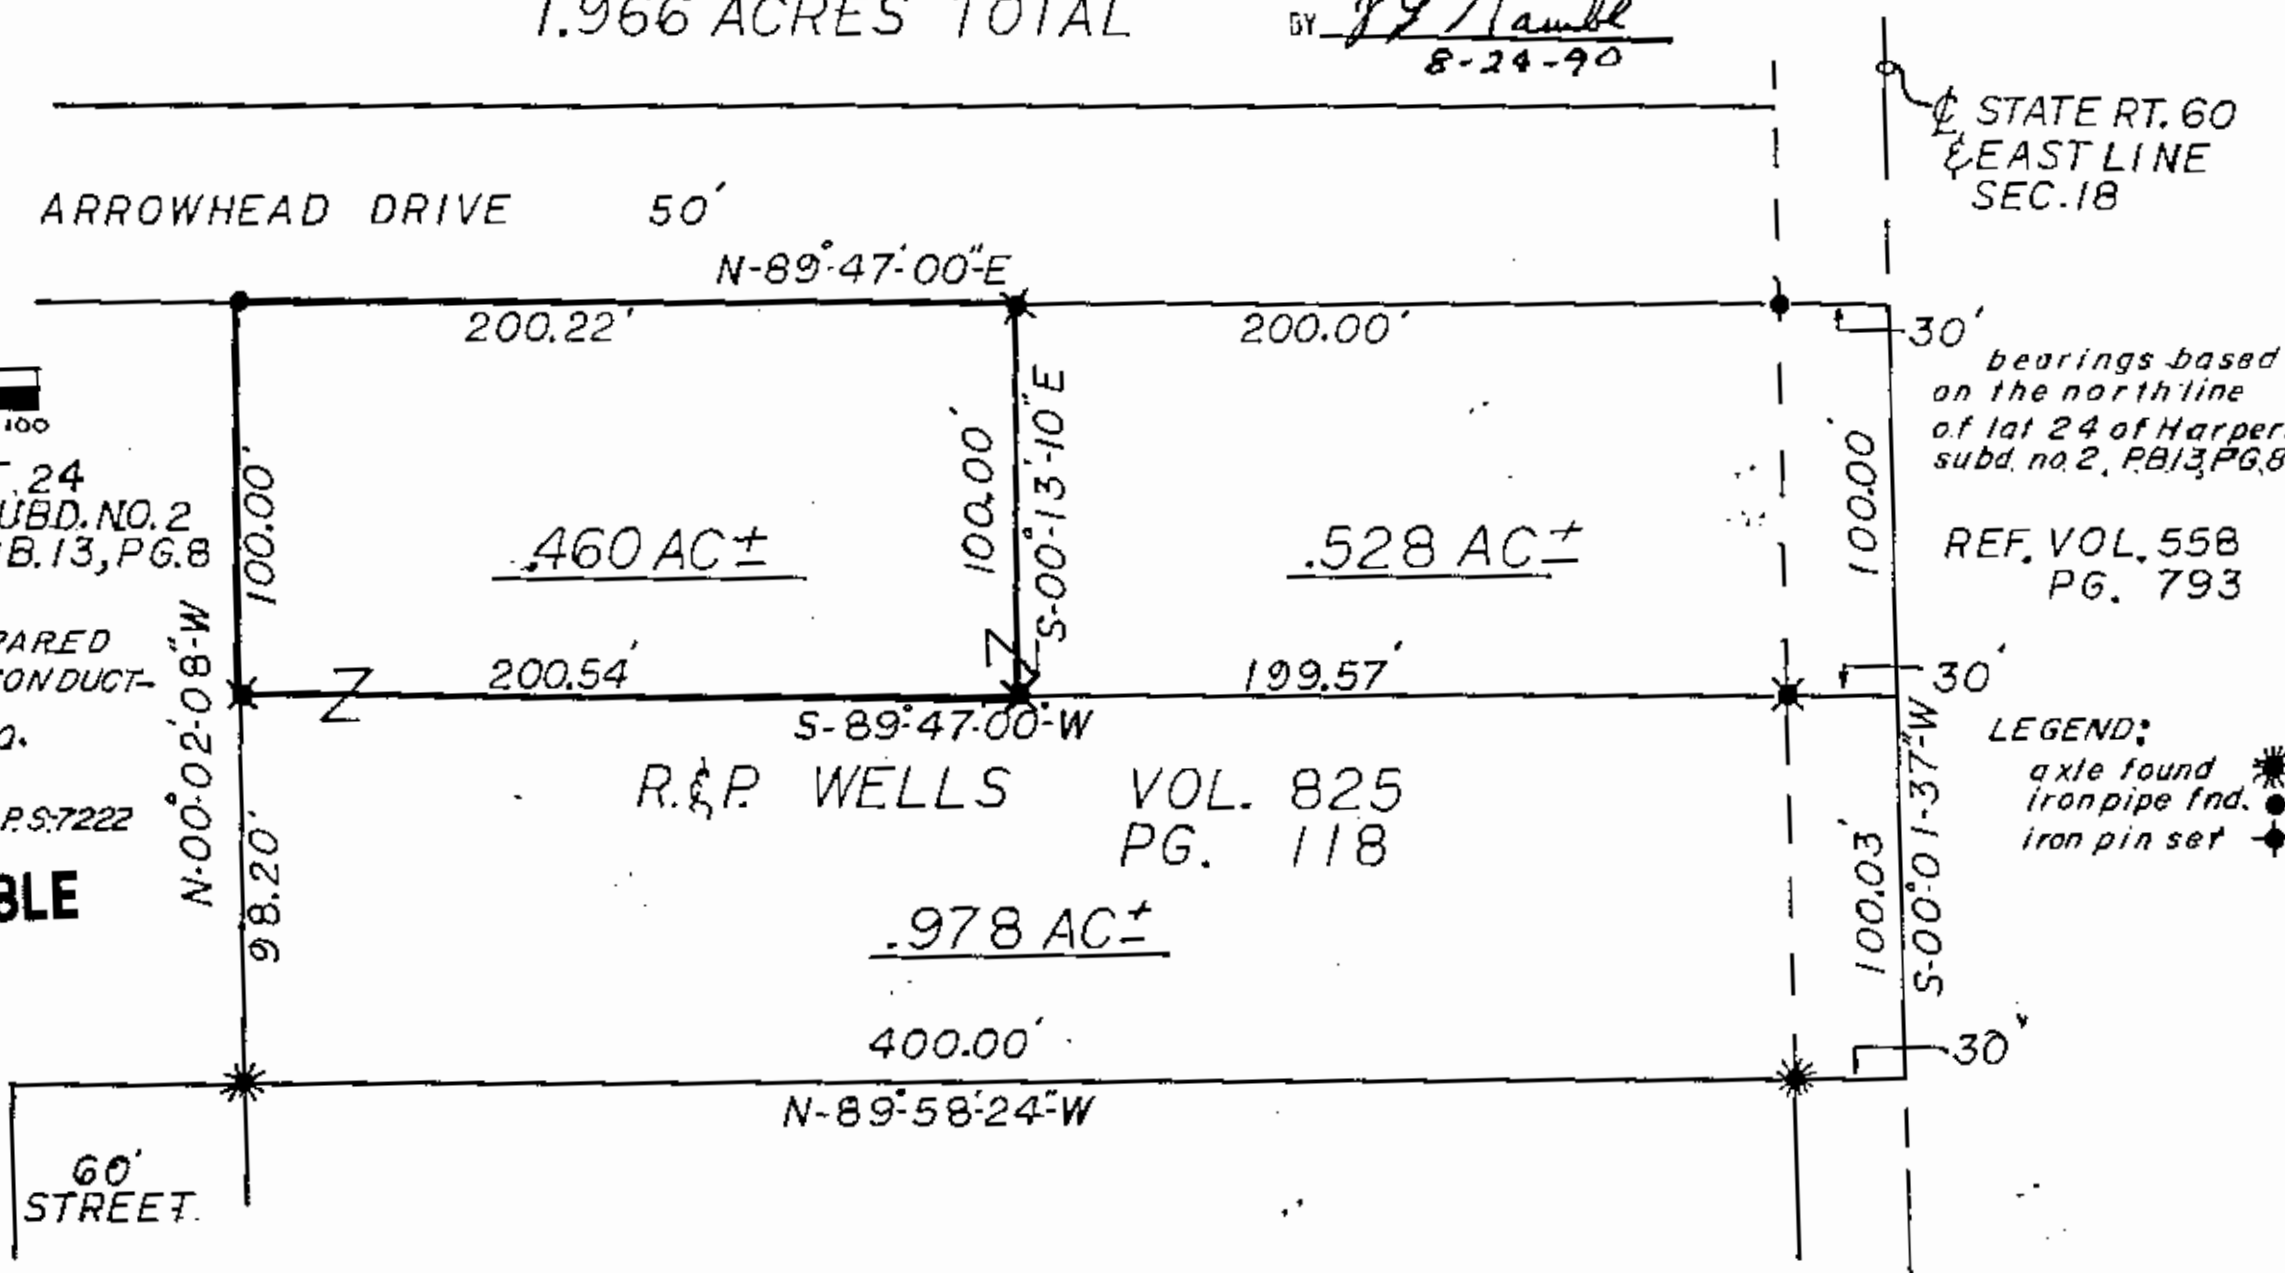 1.966 ACRES TOTAL
BY
8-24-90
℄ STATE RT. 60
& EAST LINE
SEC. 18
ARROWHEAD DRIVE 50'
N-89°-47'-00"-E
200.22'
200.00'
30'
bearings based
on the north line
of lot 24 of Harper
subd. no. 2, P.B.13, PG.8
100
24
UBD. NO. 2
B. 13, PG. 8
100.00'
100.00'
S-00°-13'-10"E
100.00'
.460 AC±
.528 AC±
REF. VOL. 558
PG. 793
PARED
CONDUCT-
P.S.7222
BLE
N-00°-02'-08"-W
200.54'
199.57'
30'
S-89°-47'-00"-W
R.&P. WELLS VOL. 825
PG. 118
.978 AC±
98.20'
100.03'
S-00°-01'-37"-W
LEGEND:
axle found
iron pipe fnd.
iron pin set
400.00'
30'
N-89°-58'-24"-W
60'
STREET